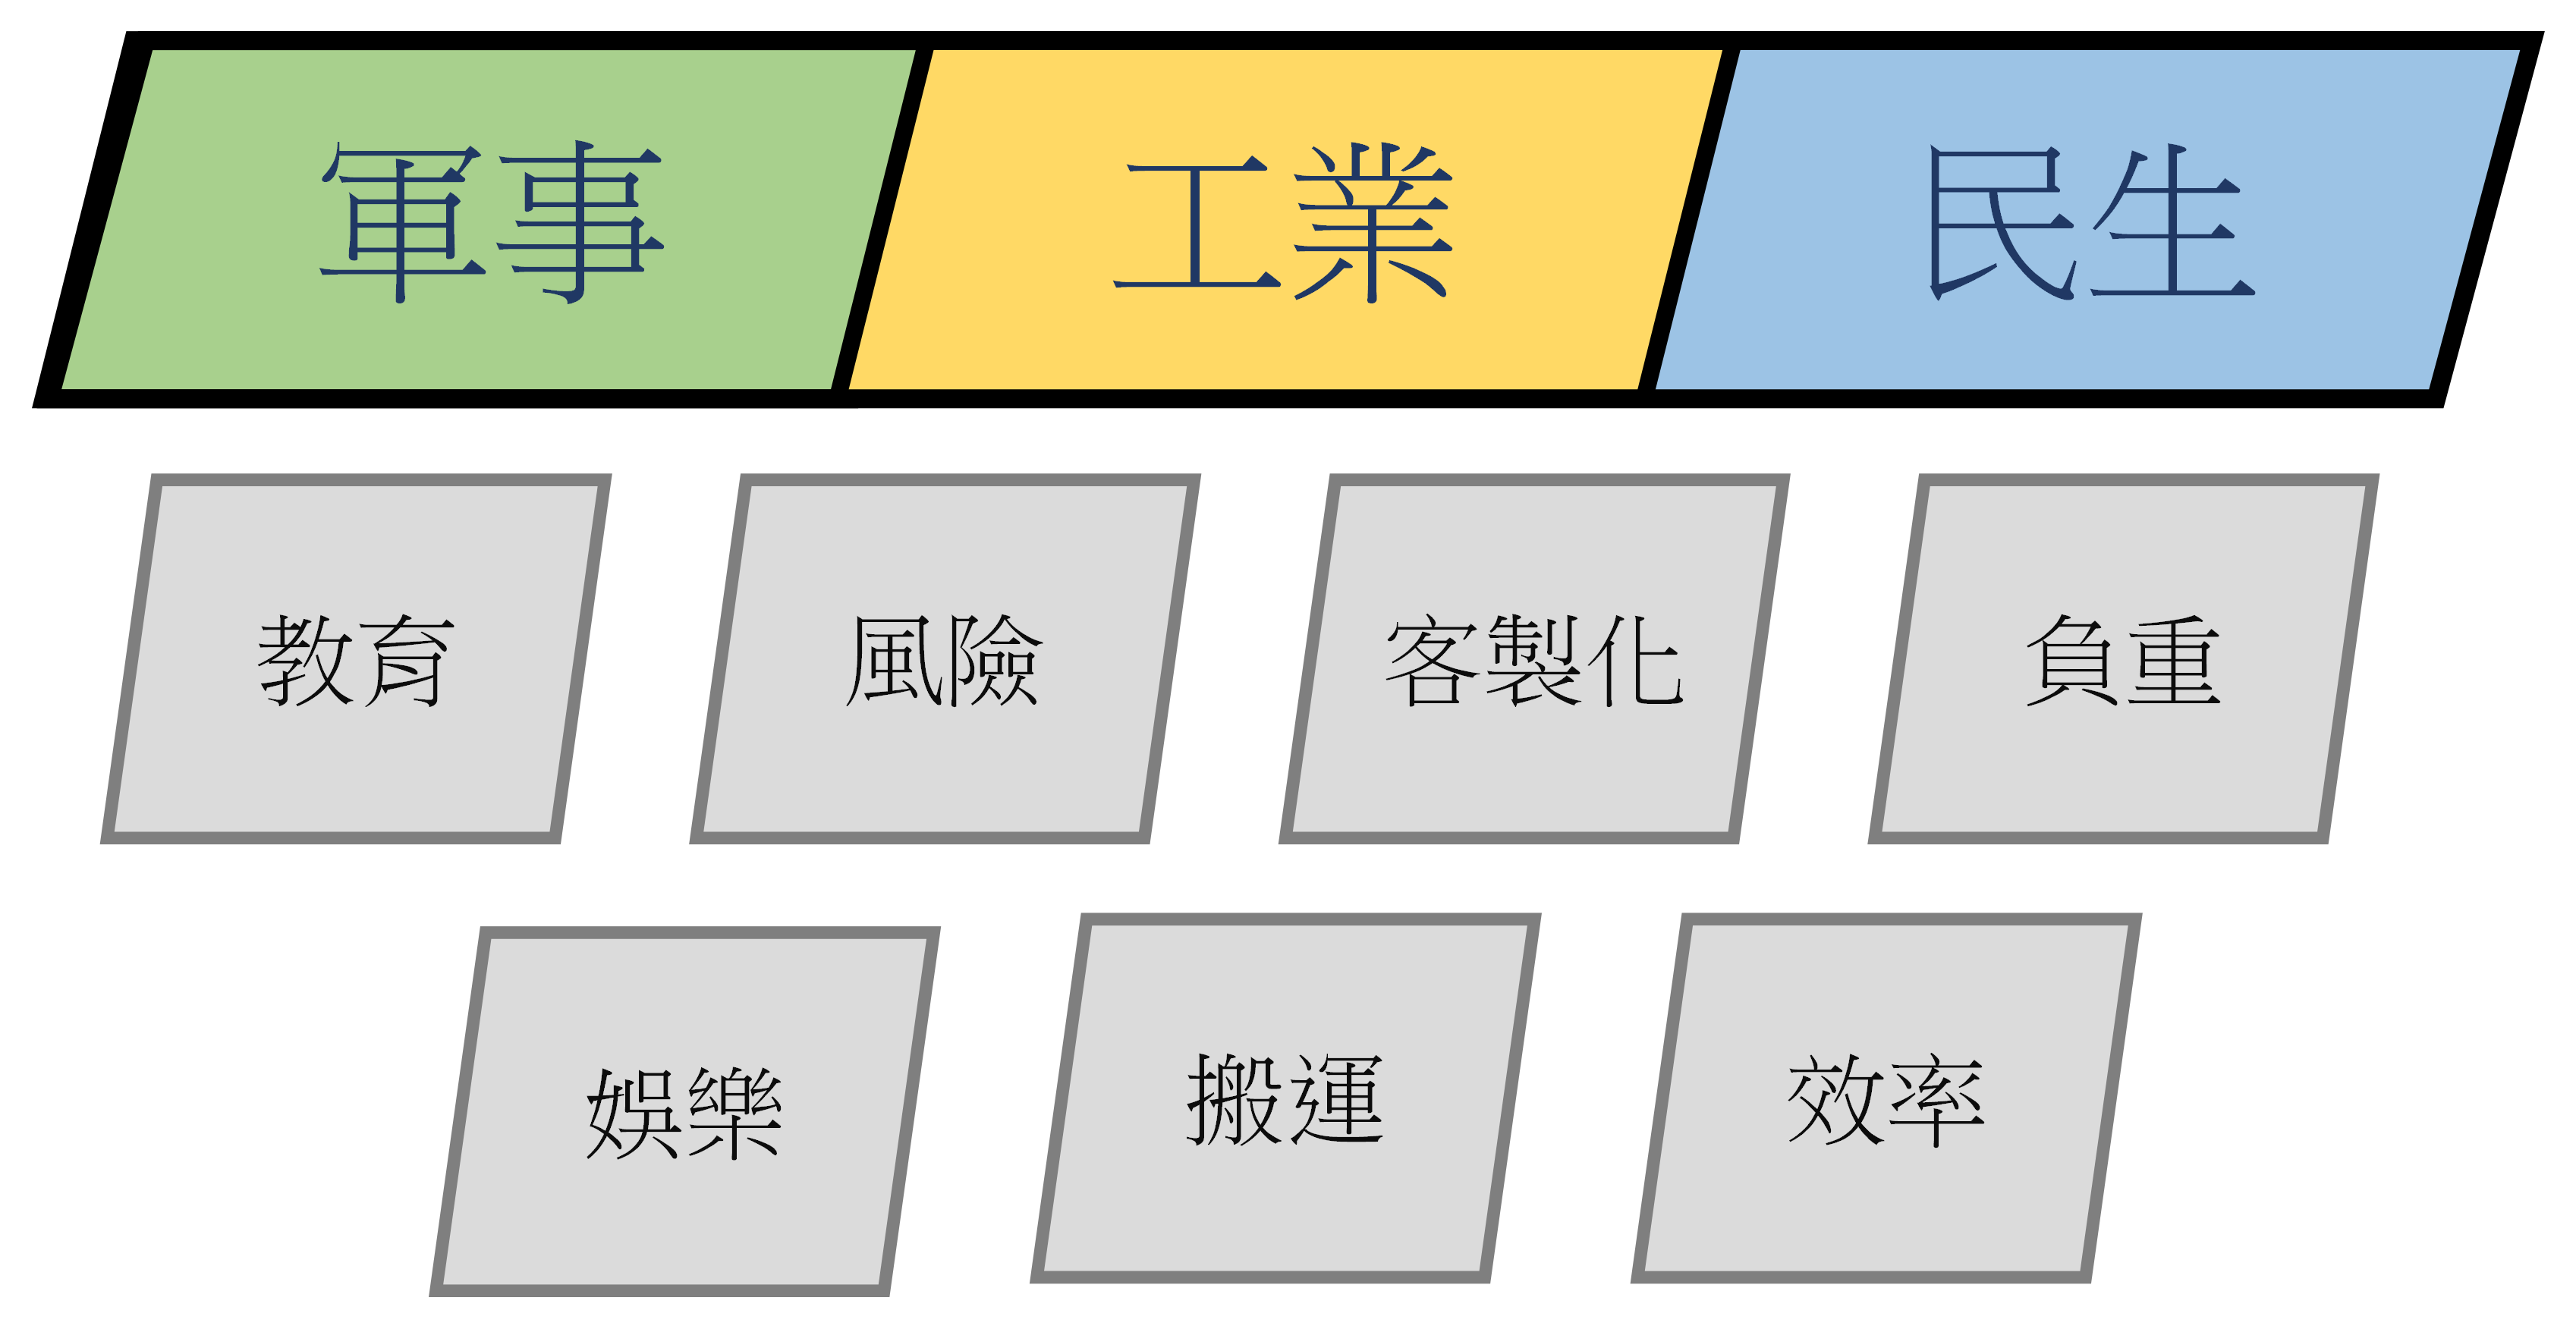 軍事 工業 民生
教育 風險 客製化 負重
娛樂 搬運 效率